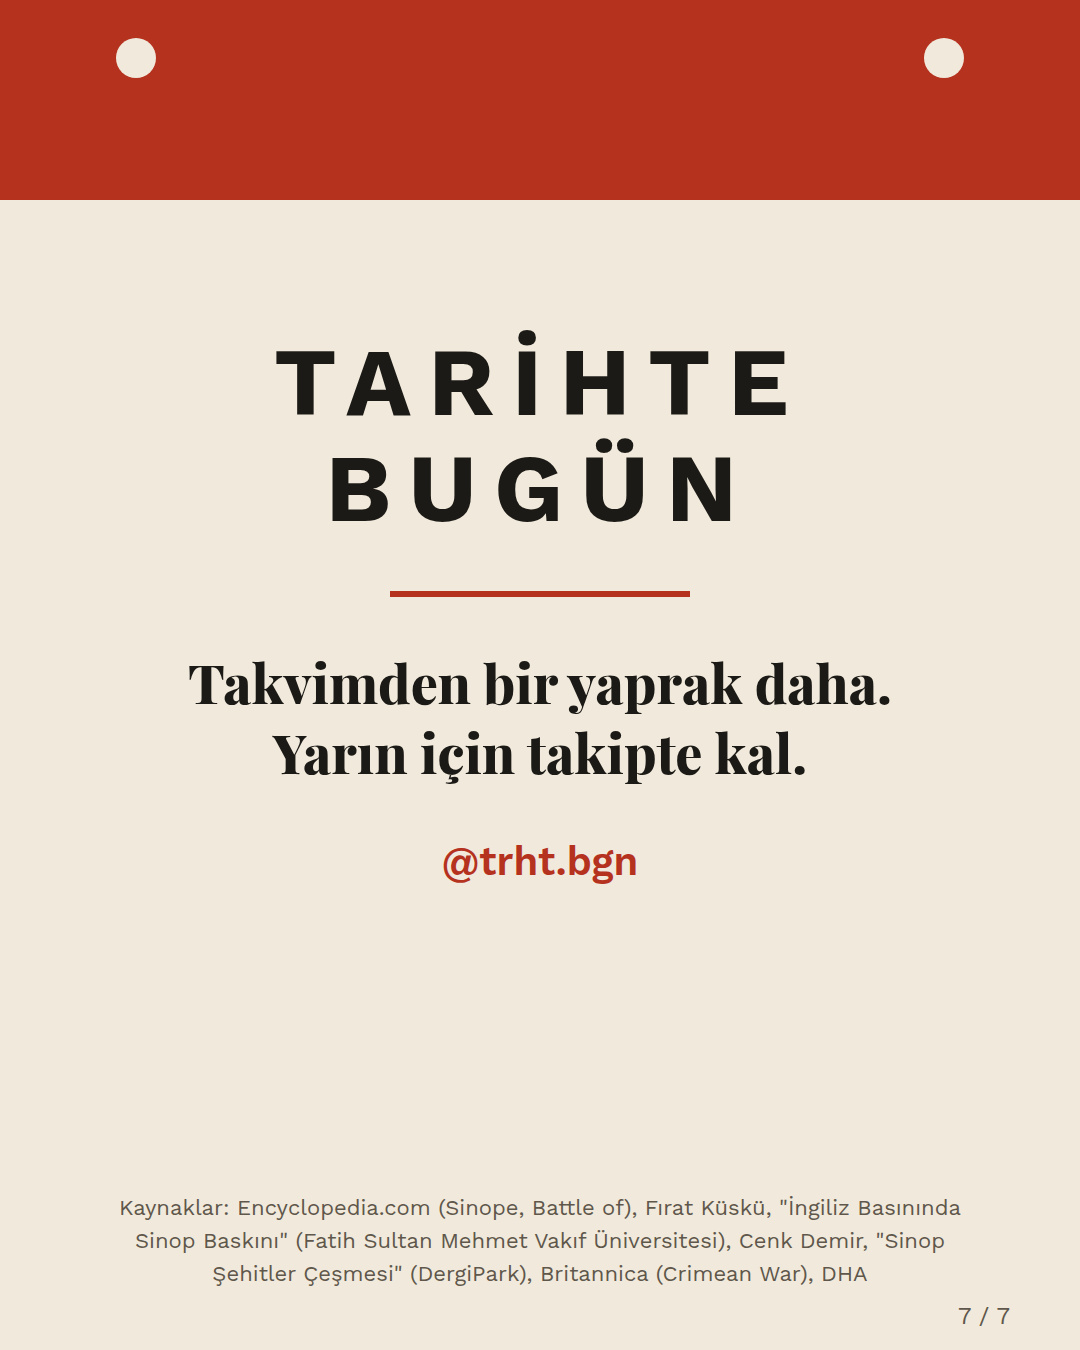 TARİHTE
BUGÜN
Takvimden bir yaprak daha.
Yarın için takipte kal.
@trht.bgn
Kaynaklar: Encyclopedia.com (Sinope, Battle of), Fırat Küskü, "İngiliz Basınında
Sinop Baskını" (Fatih Sultan Mehmet Vakıf Üniversitesi), Cenk Demir, "Sinop
Şehitler Çeşmesi" (DergiPark), Britannica (Crimean War), DHA
7 / 7